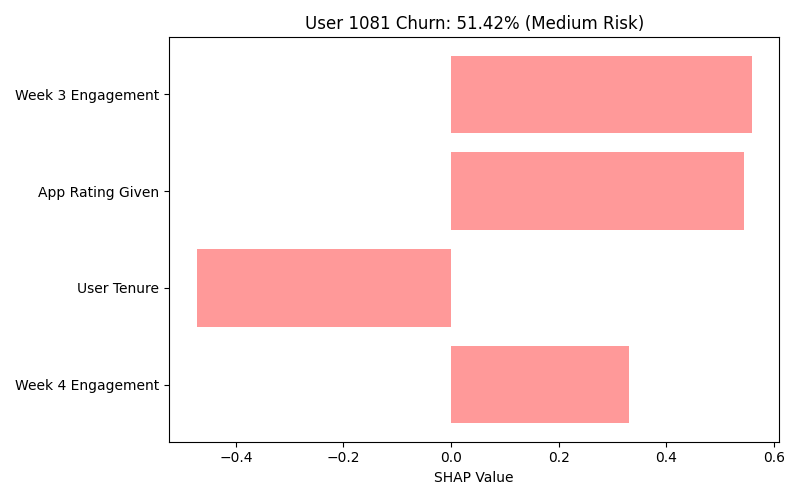 User 1081 Churn: 51.42% (Medium Risk)
Week 3 Engagement
App Rating Given
User Tenure
Week 4 Engagement
−0.4 −0.2 0.0 0.2 0.4 0.6
SHAP Value